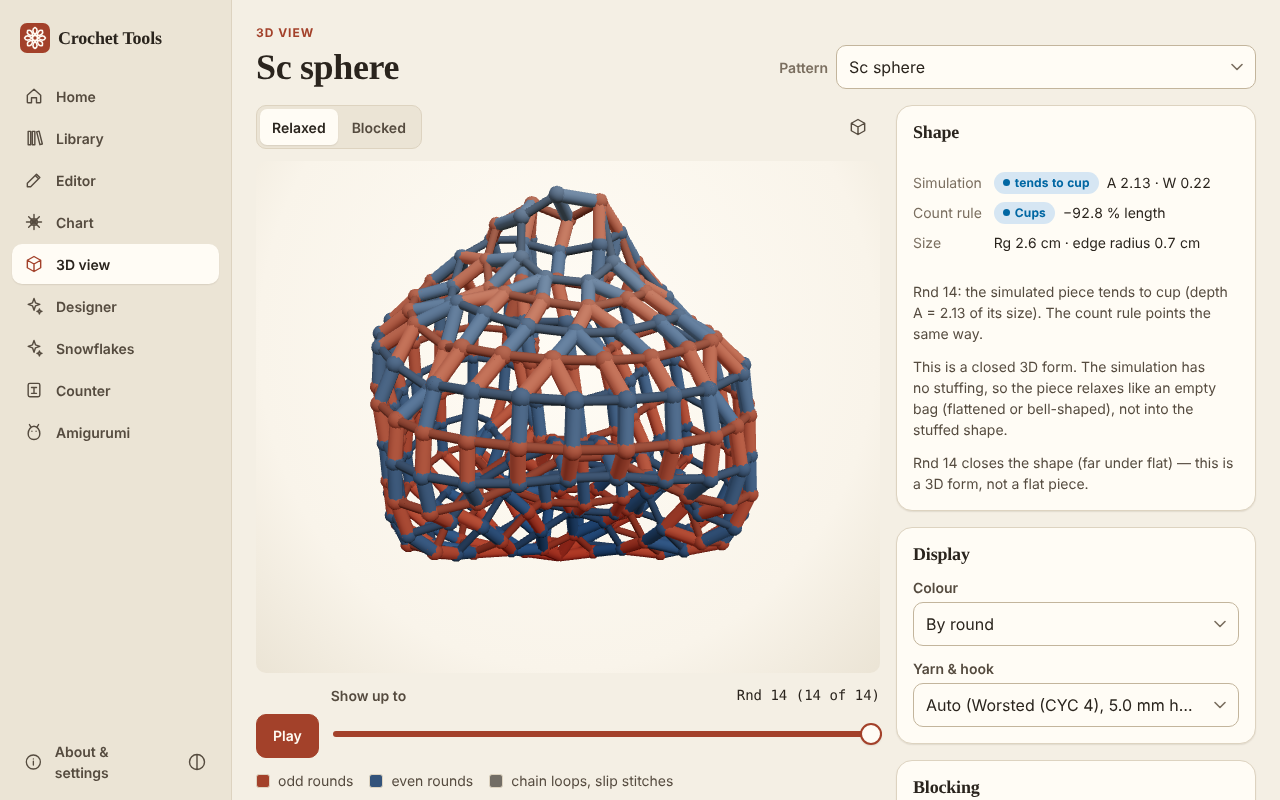 Crochet Tools
Home
Library
Editor
Chart
3D view
Designer
Snowflakes
Counter
Amigurumi
About &
settings
3D VIEW
Sc sphere
Pattern
Sc sphere
Relaxed
Blocked
Show up to
Rnd 14 (14 of 14)
Play
odd rounds
even rounds
chain loops, slip stitches
Shape
Simulation tends to cup A 2.13 · W 0.22
Count rule Cups −92.8 % length
Size Rg 2.6 cm · edge radius 0.7 cm
Rnd 14: the simulated piece tends to cup (depth
A = 2.13 of its size). The count rule points the
same way.
This is a closed 3D form. The simulation has
no stuffing, so the piece relaxes like an empty
bag (flattened or bell-shaped), not into the
stuffed shape.
Rnd 14 closes the shape (far under flat) — this is
a 3D form, not a flat piece.
Display
Colour
By round
Yarn & hook
Auto (Worsted (CYC 4), 5.0 mm h...
Blocking